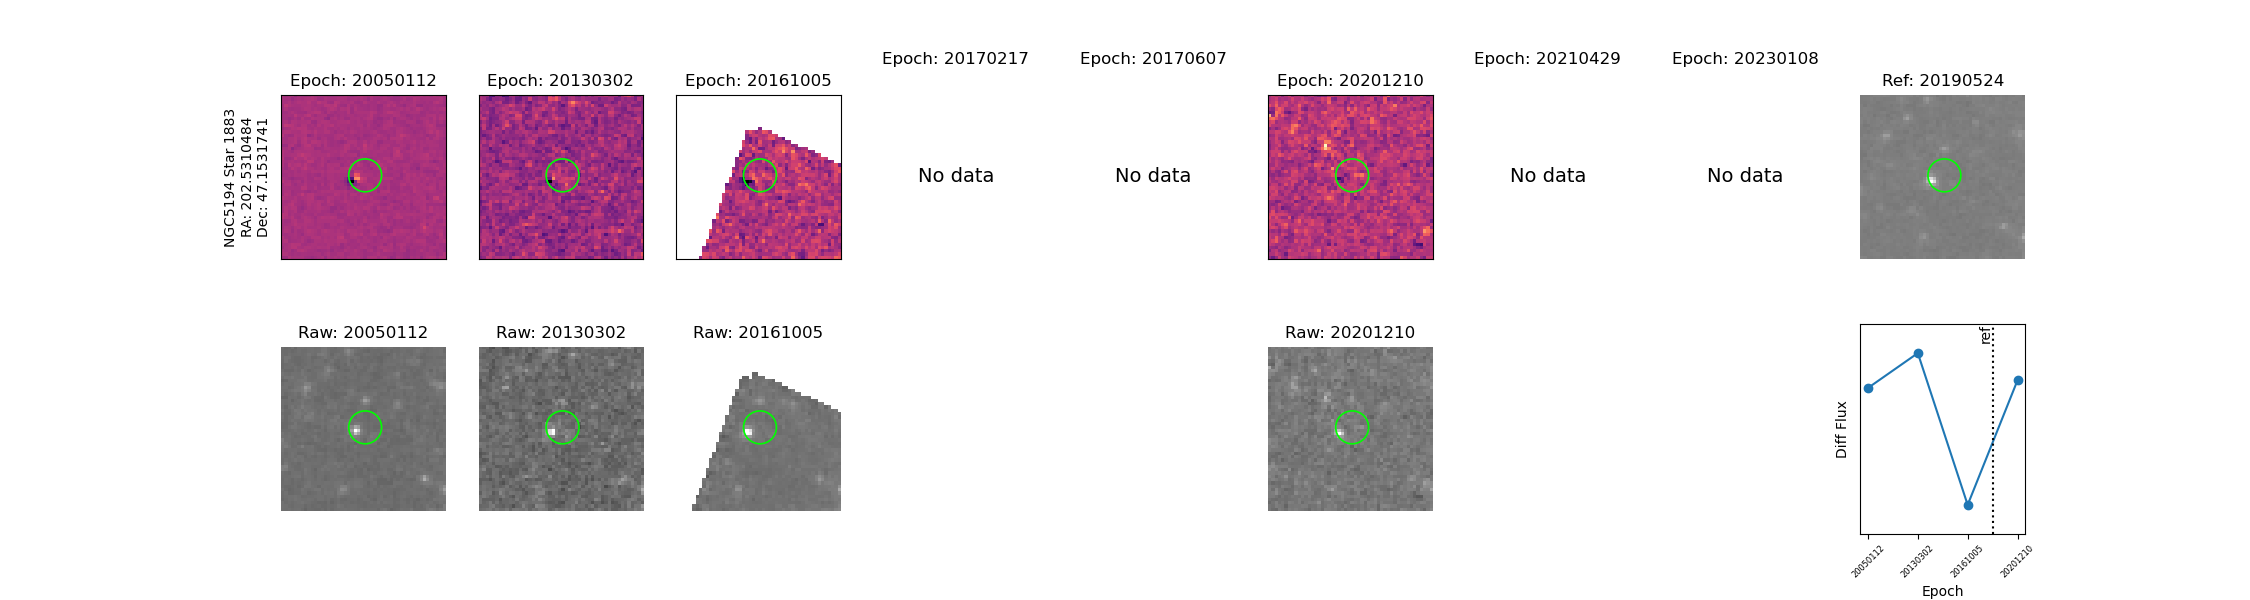 Epoch: 20050112
Epoch: 20130302
Epoch: 20161005
Epoch: 20170217
Epoch: 20170607
Epoch: 20201210
Epoch: 20210429
Epoch: 20230108
Ref: 20190524
NGC5194 Star 1883
RA: 202.5310484
Dec: 47.1531741
No data
No data
No data
No data
Raw: 20050112
Raw: 20130302
Raw: 20161005
Raw: 20201210
ref
Diff Flux
20050112
20130302
20161005
20201210
Epoch